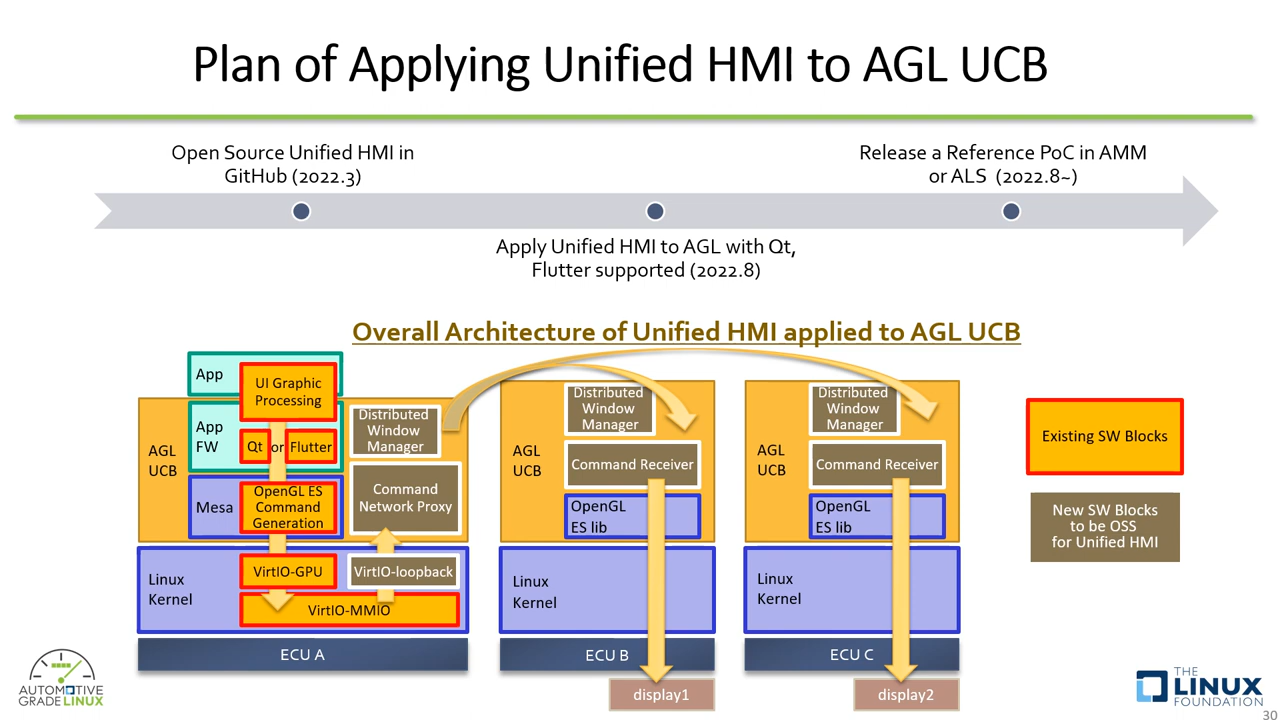 Plan of Applying Unified HMI to AGL UCB
Open Source Unified HMI in
GitHub (2022.3)
Release a Reference PoC in AMM
or ALS (2022.8~)
Apply Unified HMI to AGL with Qt,
Flutter supported (2022.8)
Overall Architecture of Unified HMI applied to AGL UCB
App
UI Graphic
Processing
AGL
UCB
App
FW
Qt
or
Flutter
Distributed
Window
Manager
Mesa
OpenGL ES
Command
Generation
Command
Network Proxy
Linux
Kernel
VirtIO-GPU
VirtIO-loopback
VirtIO-MMIO
ECU A
AGL
UCB
Distributed
Window
Manager
Command Receiver
OpenGL
ES lib
Linux
Kernel
ECU B
display1
AGL
UCB
Distributed
Window
Manager
Command Receiver
OpenGL
ES lib
Linux
Kernel
ECU C
display2
Existing SW Blocks
New SW Blocks
to be OSS
for Unified HMI
AUTOMOTIVE
GRADE LINUX
THE
LINUX
FOUNDATION
30